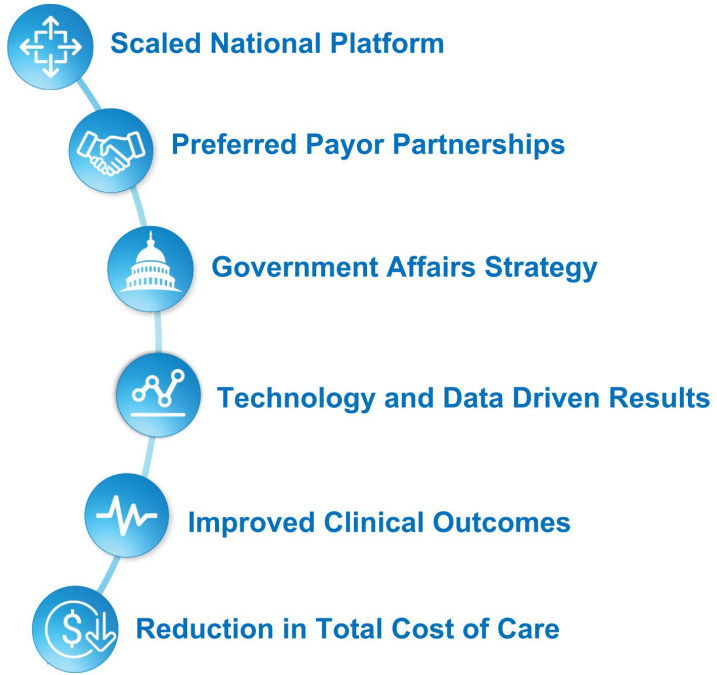 Scaled National Platform
Preferred Payor Partnerships
Government Affairs Strategy
Technology and Data Driven Results
Improved Clinical Outcomes
$
Reduction in Total Cost of Care